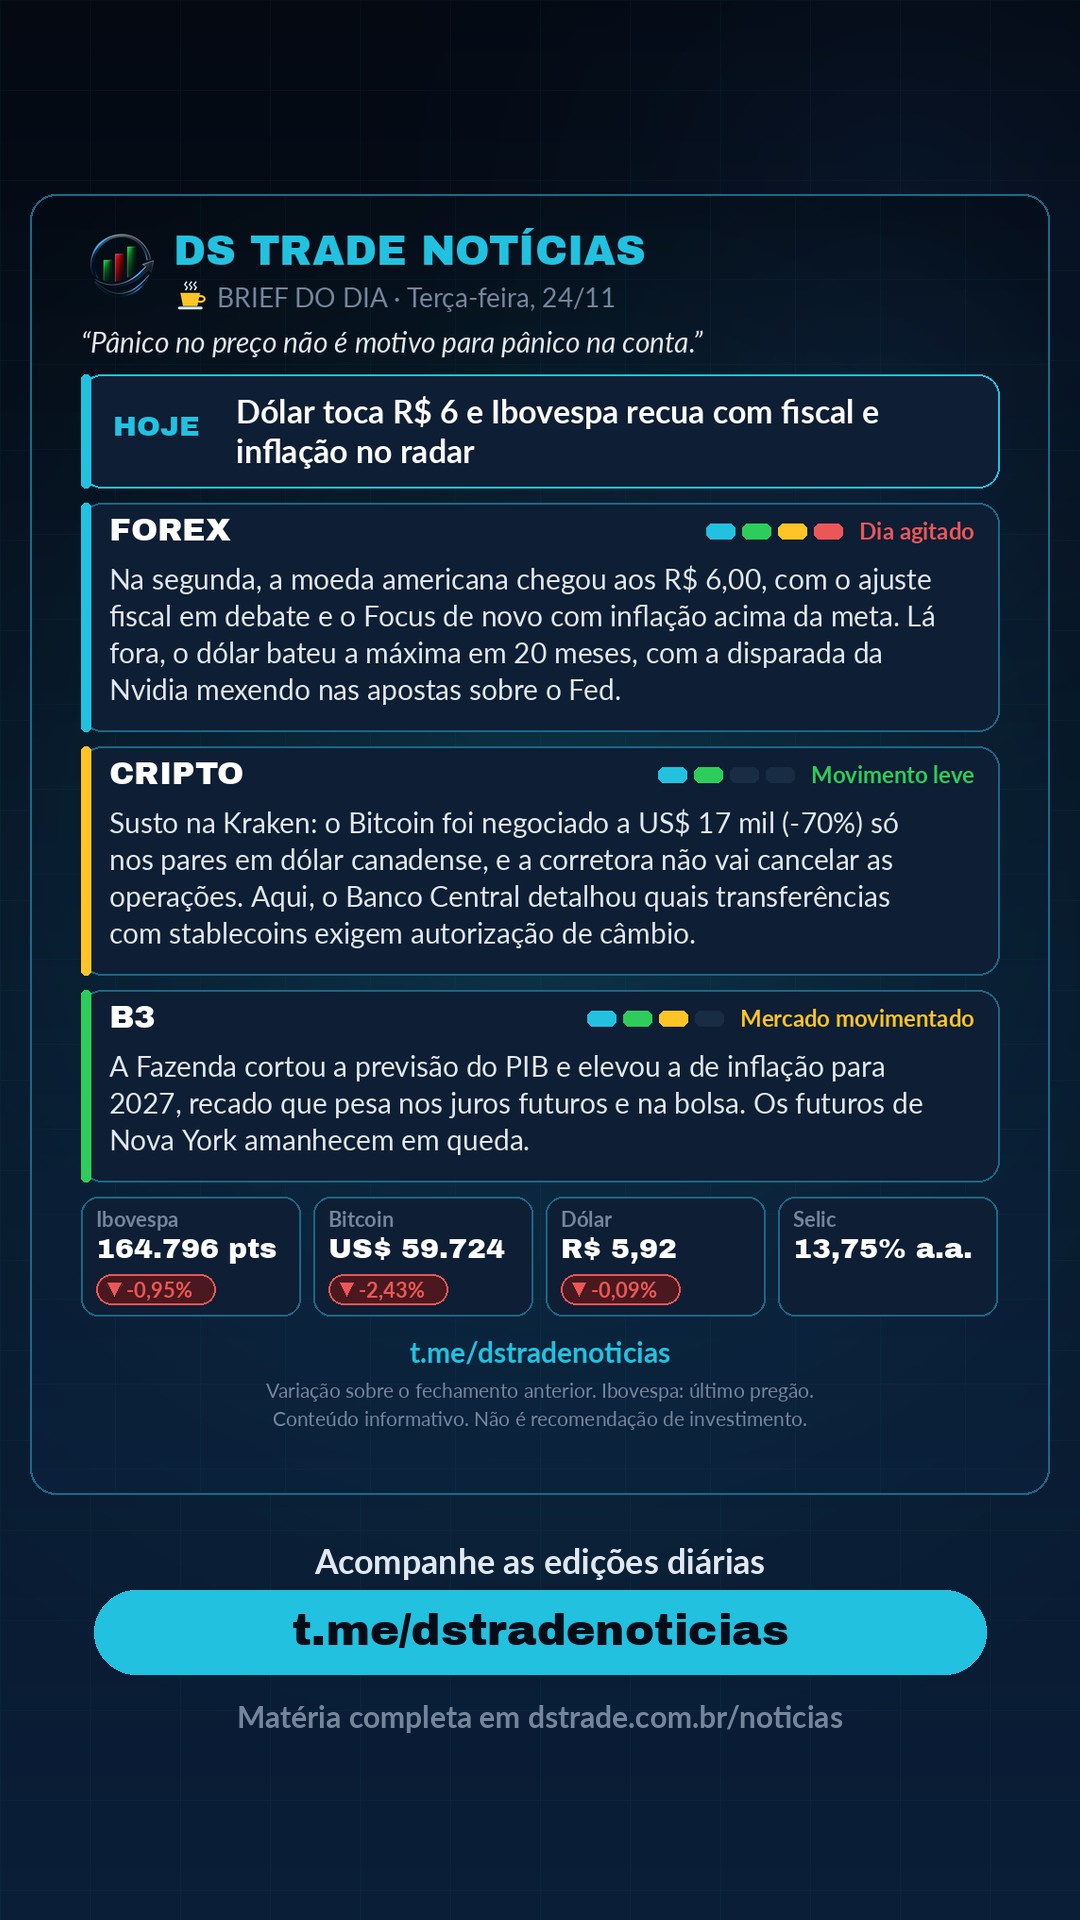 DS TRADE NOTÍCIAS
BRIEF DO DIA · Terça-feira, 24/11
“Pânico no preço não é motivo para pânico na conta.”
HOJE
Dólar toca R$ 6 e Ibovespa recua com fiscal e
inflação no radar
FOREX
Dia agitado
Na segunda, a moeda americana chegou aos R$ 6,00, com o ajuste
fiscal em debate e o Focus de novo com inflação acima da meta. Lá
fora, o dólar bateu a máxima em 20 meses, com a disparada da
Nvidia mexendo nas apostas sobre o Fed.
CRIPTO
Movimento leve
Susto na Kraken: o Bitcoin foi negociado a US$ 17 mil (-70%) só
nos pares em dólar canadense, e a corretora não vai cancelar as
operações. Aqui, o Banco Central detalhou quais transferências
com stablecoins exigem autorização de câmbio.
B3
Mercado movimentado
A Fazenda cortou a previsão do PIB e elevou a de inflação para
2027, recado que pesa nos juros futuros e na bolsa. Os futuros de
Nova York amanhecem em queda.
Ibovespa
164.796 pts
▼ -0,95%
Bitcoin
US$ 59.724
▼ -2,43%
Dólar
R$ 5,92
▼ -0,09%
Selic
13,75% a.a.
t.me/dstradenoticias
Variação sobre o fechamento anterior. Ibovespa: último pregão.
Conteúdo informativo. Não é recomendação de investimento.
Acompanhe as edições diárias
t.me/dstradenoticias
Matéria completa em dstrade.com.br/noticias